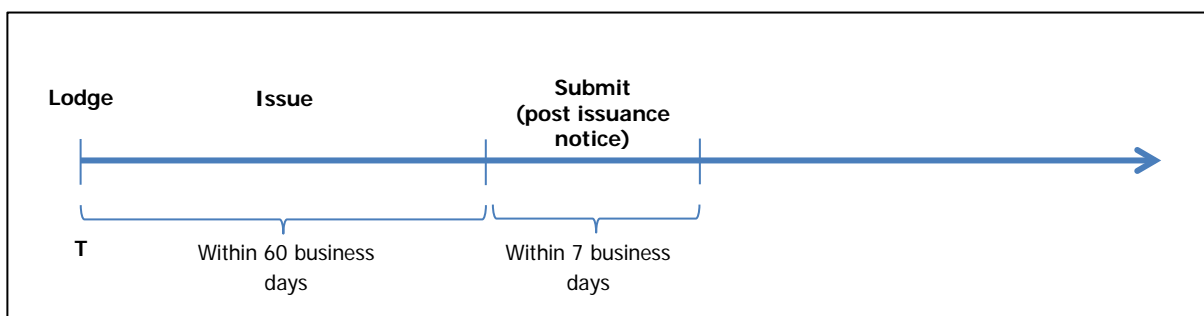 Lodge
Issue
Submit
(post issuance
notice)
T
Within 60 business
days
Within 7 business
days